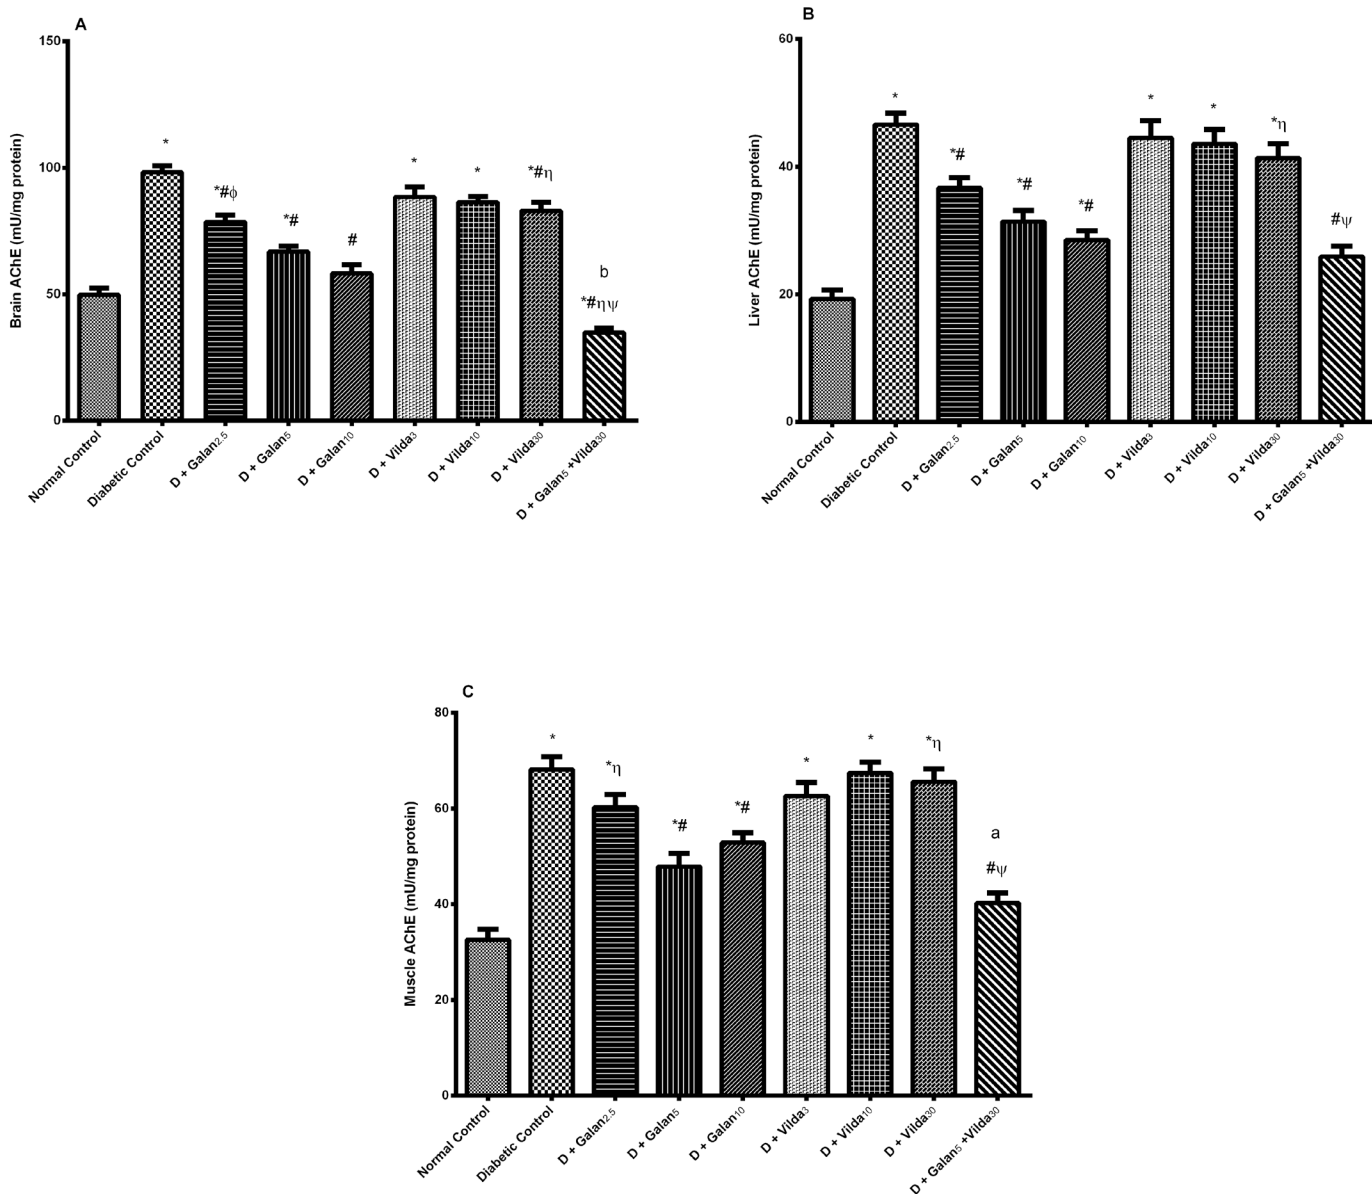 A
Brain AChE (mU/mg protein)
150
100
50
0
*
*#ϕ
*#
#
*
*
*#η
b
*#ηψ
Normal Control
Diabetic Control
D + Galan2.5
D + Galan5
D + Galan10
D + Vilda3
D + Vilda10
D + Vilda30
D + Galan5 +Vilda30
B
Liver AChE (mU/mg protein)
60
40
20
0
*
*#
*#
*#
*
*
*η
#ψ
Normal Control
Diabetic Control
D + Galan2.5
D + Galan5
D + Galan10
D + Vilda3
D + Vilda10
D + Vilda30
D + Galan5 +Vilda30
C
Muscle AChE (mU/mg protein)
80
60
40
20
0
*
*η
*#
*#
*
*
*η
a
#ψ
Normal Control
Diabetic Control
D + Galan2.5
D + Galan5
D + Galan10
D + Vilda3
D + Vilda10
D + Vilda30
D + Galan5 +Vilda30